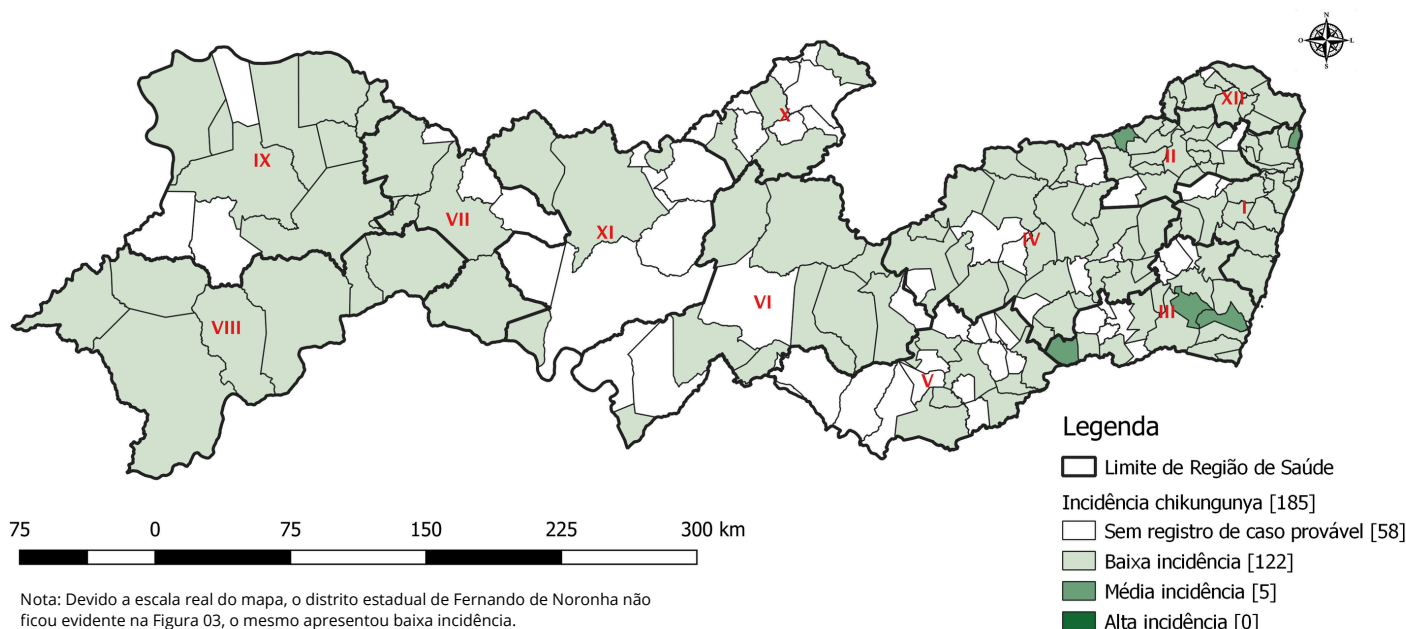 N
O L
S
XII
X
II
IX
I
VII
XI
IV
VI
III
VIII
V
Legenda
Limite de Região de Saúde
Incidência chikungunya [185]
Sem registro de caso provável [58]
Baixa incidência [122]
Média incidência [5]
Alta incidência [0]
75 0 75 150 225 300 km
Nota: Devido a escala real do mapa, o distrito estadual de Fernando de Noronha não
ficou evidente na Figura 03, o mesmo apresentou baixa incidência.